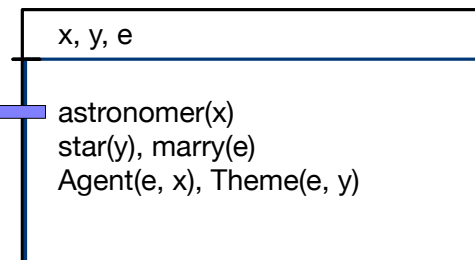 x, y, e
astronomer(x)
star(y), marry(e)
Agent(e, x), Theme(e, y)